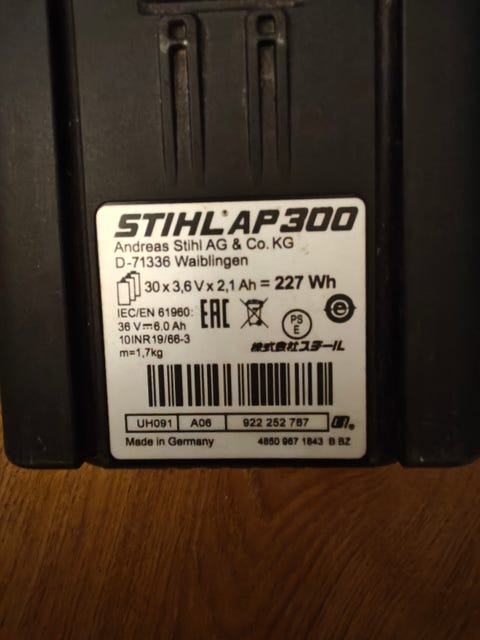 STIHL AP 300
Andreas Stihl AG & Co. KG
D-71336 Waiblingen
30 x 3,6 V x 2,1 Ah = 227 Wh
IEC/EN 61960:
36 V⎓6.0 Ah
10INR19/66-3
m=1,7kg
EAC
PS
E
株式会社スチール
UH091 A06 922 252 787
Made in Germany 4850 967 1843 B BZ